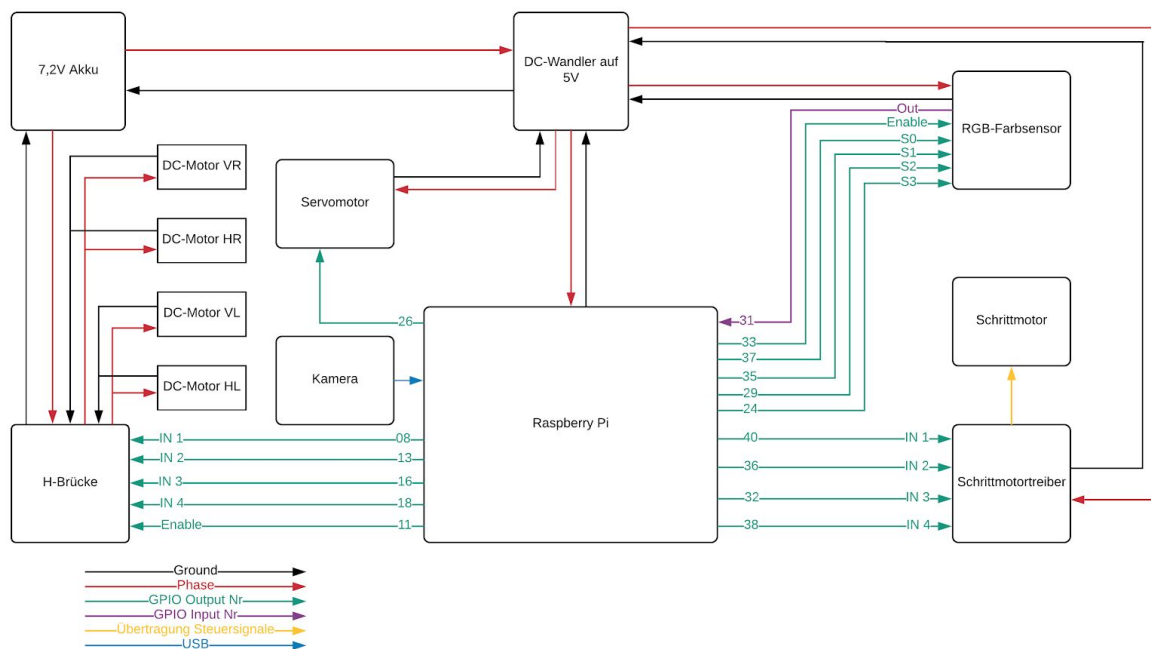 7,2V Akku
DC-Wandler auf
5V
RGB-Farbsensor
Out
Enable
S0
S1
S2
S3
DC-Motor VR
DC-Motor HR
DC-Motor VL
DC-Motor HL
Servomotor
Kamera
Raspberry Pi
Schrittmotor
Schrittmotortreiber
H-Brücke
26
31
33
37
35
29
24
IN 1
08
IN 2
13
IN 3
16
IN 4
18
Enable
11
40
IN 1
36
IN 2
32
IN 3
38
IN 4
Ground
Phase
GPIO Output Nr
GPIO Input Nr
Übertragung Steuersignale
USB